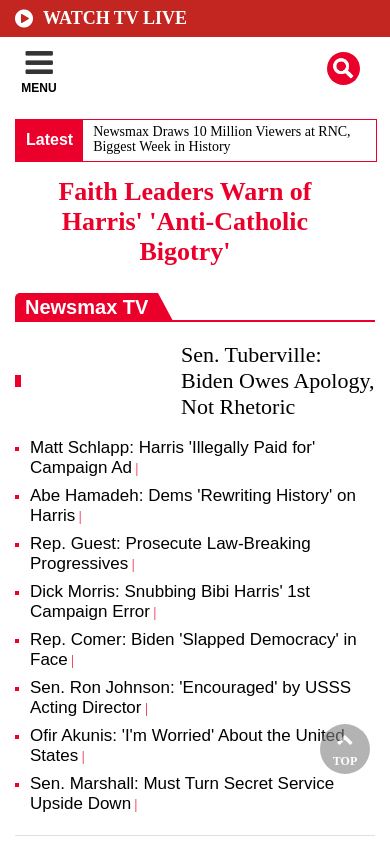 WATCH TV LIVE
MENU
Latest
Newsmax Draws 10 Million Viewers at RNC,
Biggest Week in History
Faith Leaders Warn of
Harris' 'Anti-Catholic
Bigotry'
Newsmax TV
Sen. Tuberville:
Biden Owes Apology,
Not Rhetoric
Matt Schlapp: Harris 'Illegally Paid for'
Campaign Ad |
Abe Hamadeh: Dems 'Rewriting History' on
Harris |
Rep. Guest: Prosecute Law-Breaking
Progressives |
Dick Morris: Snubbing Bibi Harris' 1st
Campaign Error |
Rep. Comer: Biden 'Slapped Democracy' in
Face |
Sen. Ron Johnson: 'Encouraged' by USSS
Acting Director |
Ofir Akunis: 'I'm Worried' About the United
States |
TOP
Sen. Marshall: Must Turn Secret Service
Upside Down |